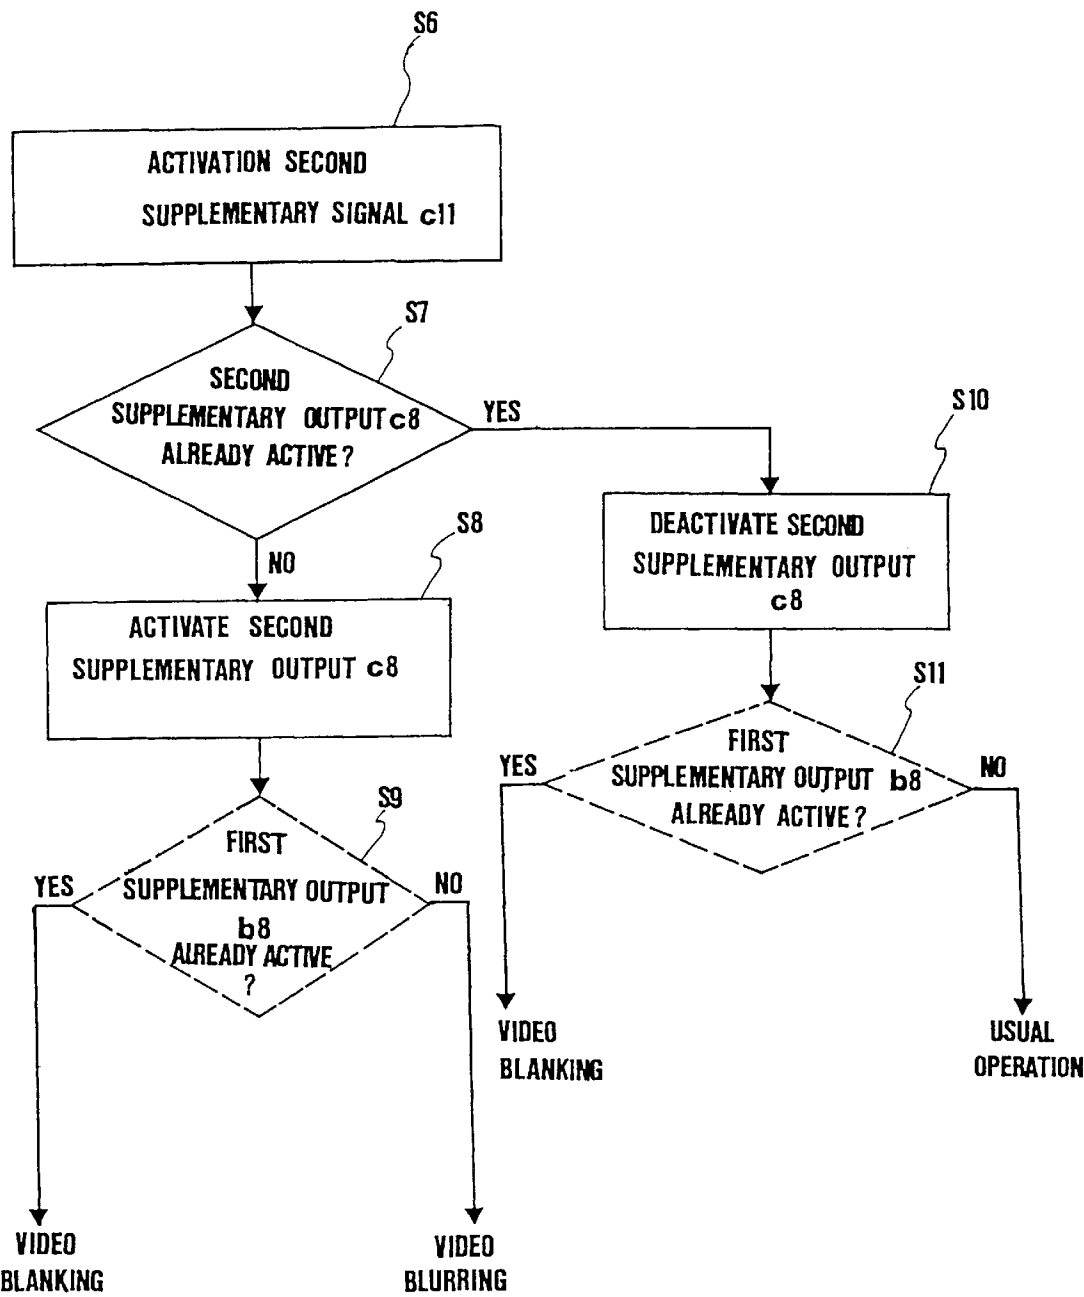 S6
ACTIVATION SECOND
SUPPLEMENTARY SIGNAL c11
S7
SECOND
SUPPLEMENTARY OUTPUT c8
ALREADY ACTIVE?
YES
NO
S10
DEACTIVATE SECOND
SUPPLEMENTARY OUTPUT
c8
S8
ACTIVATE SECOND
SUPPLEMENTARY OUTPUT c8
S11
FIRST
SUPPLEMENTARY OUTPUT b8
ALREADY ACTIVE?
YES
NO
S9
FIRST
SUPPLEMENTARY OUTPUT
b8
ALREADY ACTIVE
?
YES
NO
VIDEO
BLANKING
USUAL
OPERATION
VIDEO
BLANKING
VIDEO
BLURRING